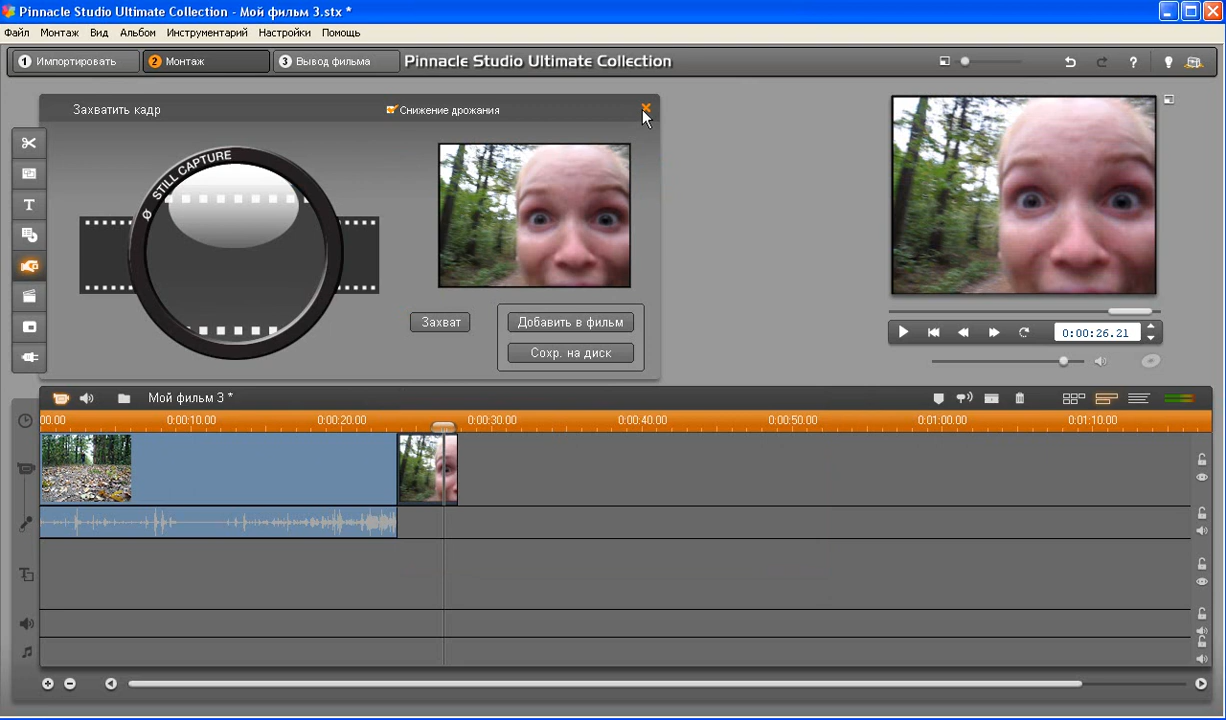 Pinnacle Studio Ultimate Collection - Мой фильм 3.stx *
Файл Монтаж Вид Альбом Инструментарий Настройки Помощь
1 Импортировать 2 Монтаж 3 Вывод фильма Pinnacle Studio Ultimate Collection ?
Захватить кадр Снижение дрожания
Ø STILL CAPTURE
T
Захват Добавить в фильм
Сохр. на диск
0:00:26.21
Мой фильм 3 *
00.00 0:00:10.00 0:00:20.00 0:00:30.00 0:00:40.00 0:00:50.00 0:01:00.00 0:01:10.00
T